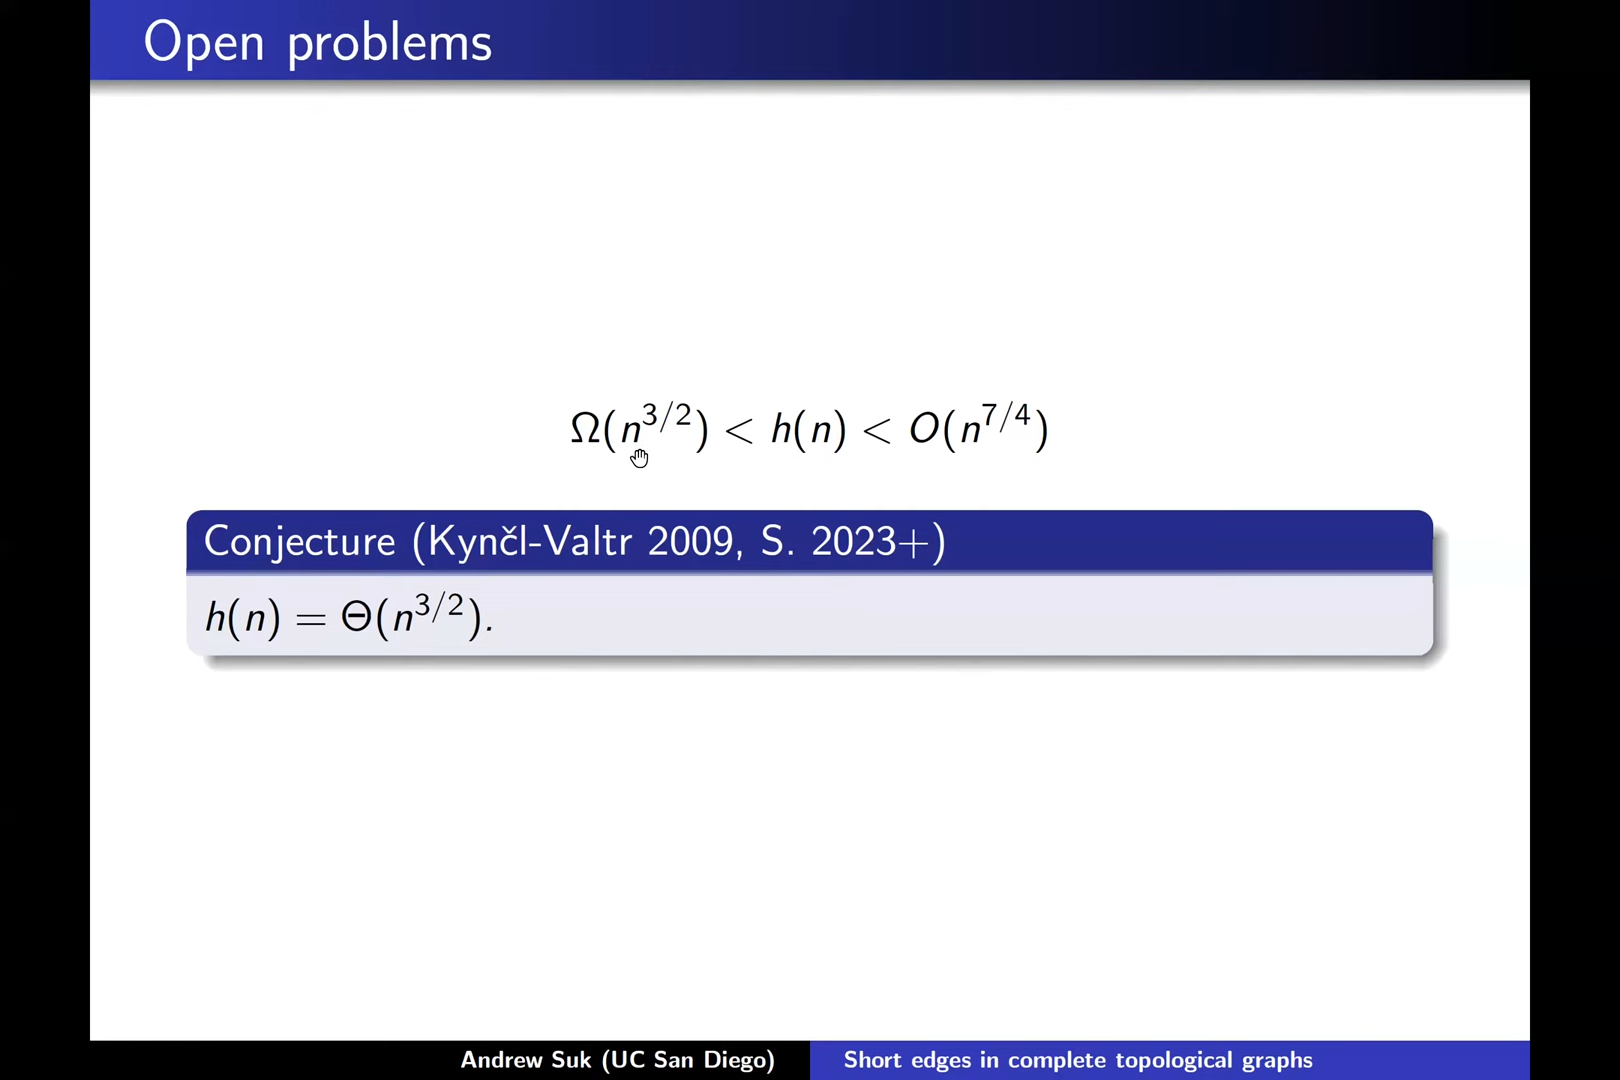 Open problems
Ω(n^{3/2}) < h(n) < O(n^{7/4})
Conjecture (Kynčl-Valtr 2009, S. 2023+)
h(n) = Θ(n^{3/2}).
Andrew Suk (UC San Diego) Short edges in complete topological graphs